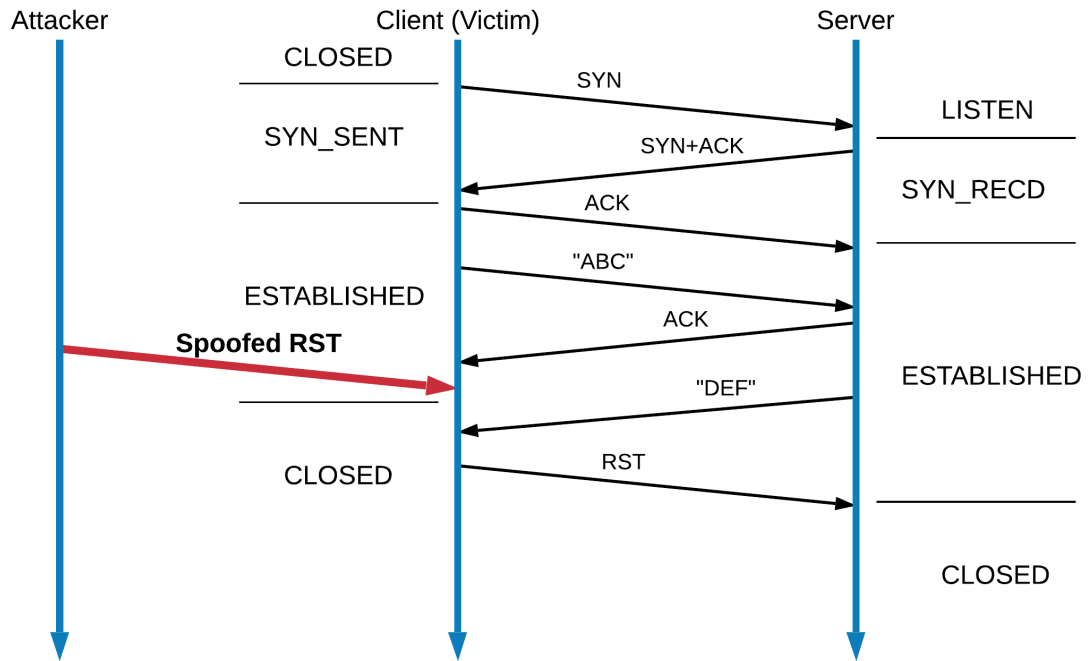 Attacker
Client (Victim)
Server
CLOSED
SYN
LISTEN
SYN_SENT
SYN+ACK
SYN_RECD
ACK
"ABC"
ESTABLISHED
ACK
Spoofed RST
ESTABLISHED
"DEF"
RST
CLOSED
CLOSED